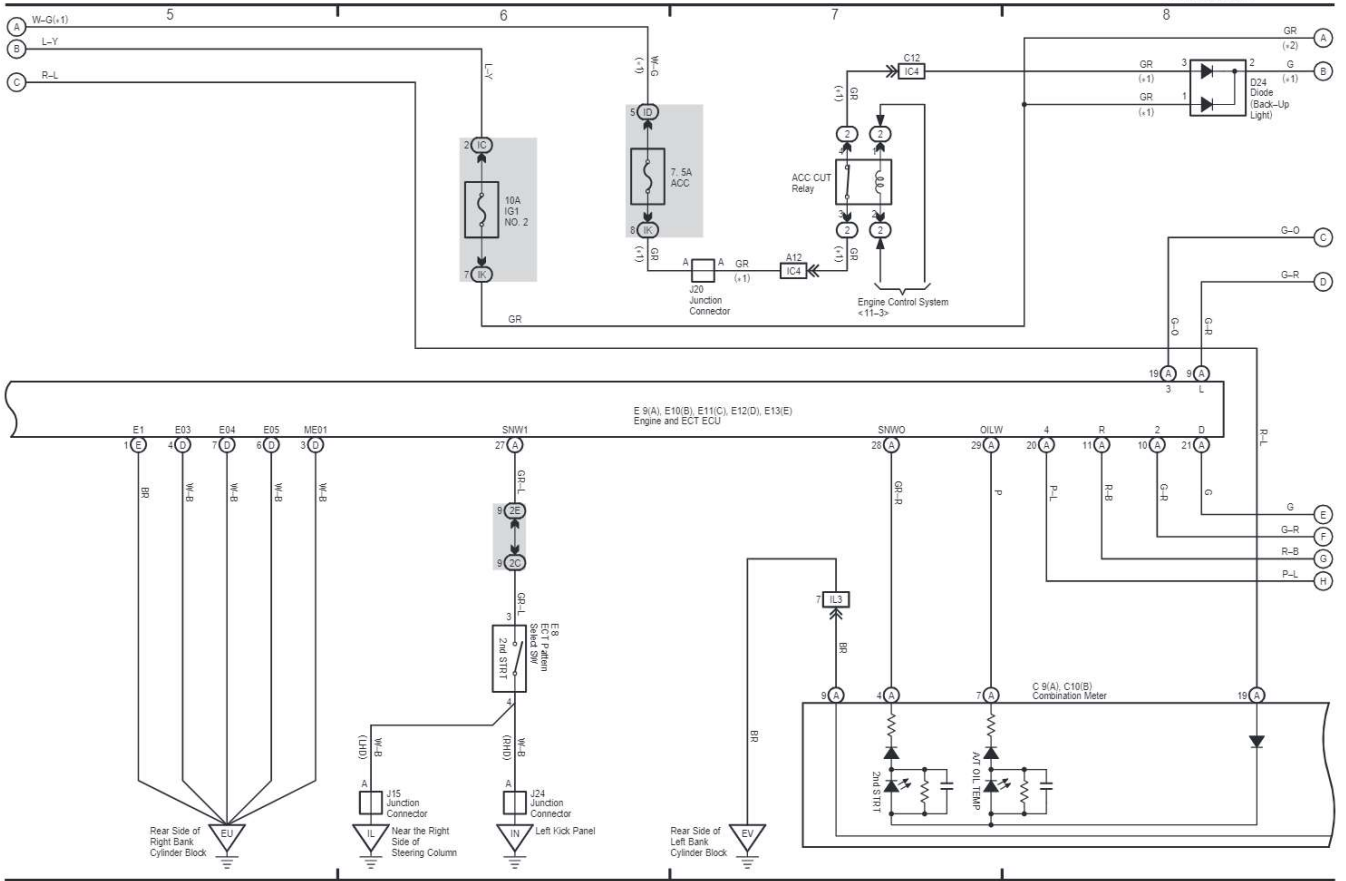 5 6 7 8
A W–G(*1)
B L–Y
C R–L
L–Y
W–G
(*1)
2 IC
10A
IG1
NO. 2
7 IK
GR
5 ID
7. 5A
ACC
8 IK
GR
(*1)
A A
J20
Junction
Connector
GR
(*1)
A12
IC4
GR
(*1)
C12
IC4
GR
(*1)
2 2
4 1
ACC CUT
Relay
3 2
2 2
Engine Control System
<11–3>
GR
(*2)
A
GR
(*1)
3
GR
(*1)
1
2
G
(*1)
B
D24
Diode
(Back–Up
Light)
G–O
C
G–R
D
G–O
G–R
19 A 9 A
3 L
E 9(A), E10(B), E11(C), E12(D), E13(E)
Engine and ECT ECU
E1 E03 E04 E05 ME01 SNW1 SNWO OILW 4 R 2 D
1 E 4 D 7 D 6 D 3 D 27 A 28 A 29 A 20 A 11 A 10 A 21 A
BR W–B W–B W–B W–B GR–L GR–R P P–L R–B G–R G R–L
9 2E
9 2C
GR–L
3
E 8
ECT Pattern
Select SW
2nd STRT
4
G E
G–R F
R–B G
P–L H
7 IL3
BR
BR
W–B
(LHD)
W–B
(RHD)
A
J15
Junction
Connector
A
J24
Junction
Connector
C 9(A), C10(B)
Combination Meter
9 A 4 A 7 A 19 A
2nd STRT
A/T OIL TEMP
Rear Side of
Right Bank
Cylinder Block
EU
IL
Near the Right
Side of
Steering Column
IN
Left Kick Panel
Rear Side of
Left Bank
Cylinder Block
EV